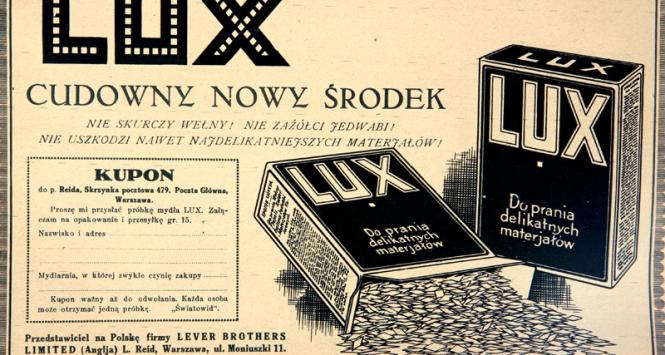 LUX
CUDOWNY NOWY ŚRODEK
NIE SKURCZY WEŁNY! NIE ZAŻÓŁCI JEDWABI!
NIE USZKODZI NAWET NAJDELIKATNIEJSZYCH MATERJAŁÓW!
KUPON
do p. Reida, Skrzynka pocztowa 479. Poczta Główna,
Warszawa.
Proszę mi przysłać próbkę mydła LUX. Załą-
czam na opakowanie i przesyłkę gr. 15.
Nazwisko i adres
Mydlarnia, w której zwykle czynię zakupy
Kupon ważny aż do odwołania. Każda osoba
może otrzymać jedną próbkę. „Światowid".
Przedstawiciel na Polskę firmy LEVER BROTHERS
LIMITED (Anglja) L. Reid, Warszawa, ul. Moniuszki 11.
LUX
Do prania
delikatnych
materjałów
LUX
LUX
Do prania
delikatnych
materjałów